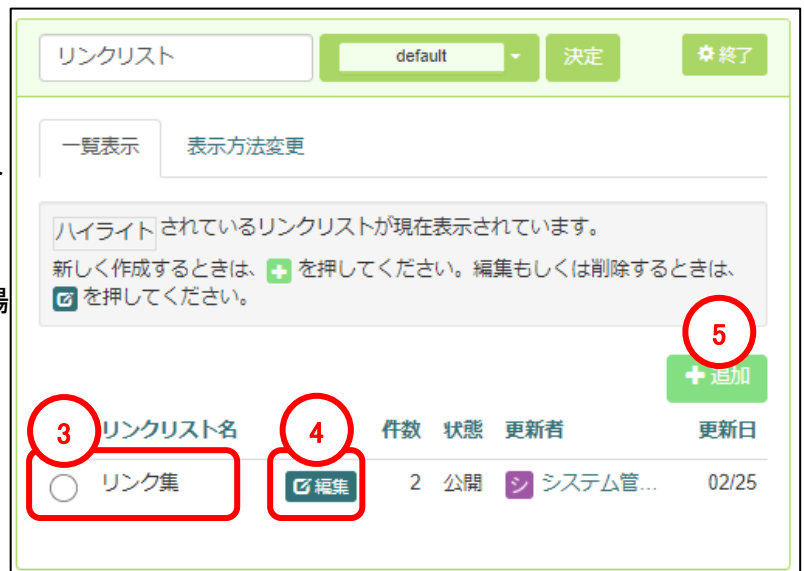 リンクリスト default 決定 終了
一覧表示 表示方法変更
ハイライト されているリンクリストが現在表示されています。
新しく作成するときは、 を押してください。編集もしくは削除するときは、
を押してください。
場
5
追加
3 リンクリスト名 4 件数 状態 更新者 更新日
リンク集 編集 2 公開 シ システム管... 02/25